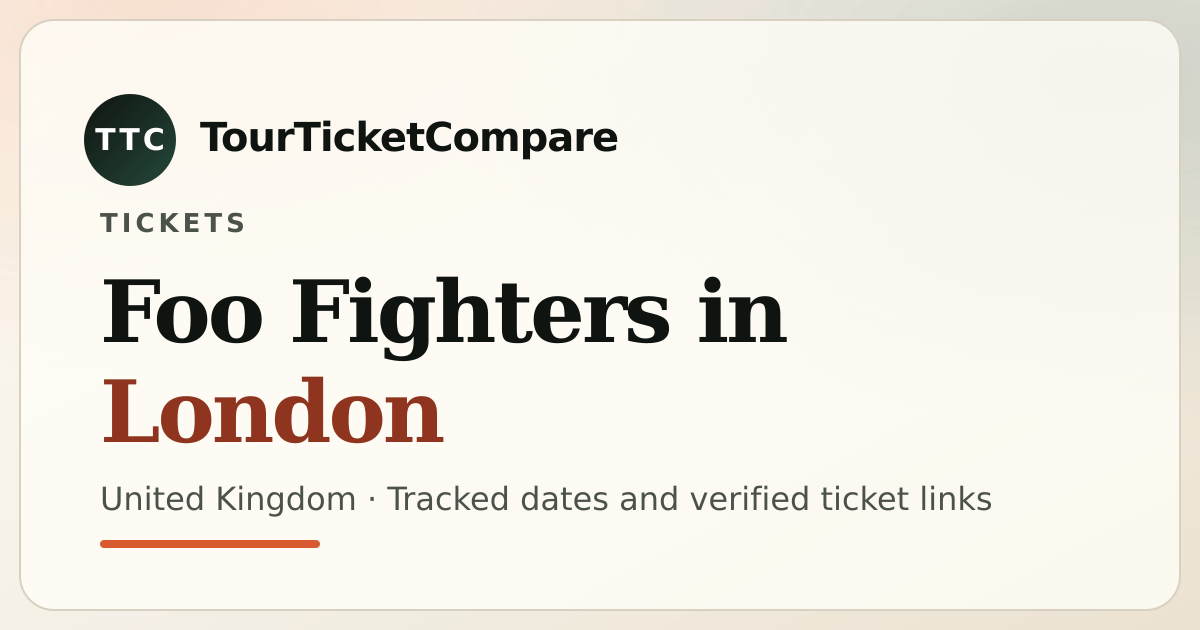 TTC
TourTicketCompare
TICKETS
Foo Fighters in
London
United Kingdom · Tracked dates and verified ticket links